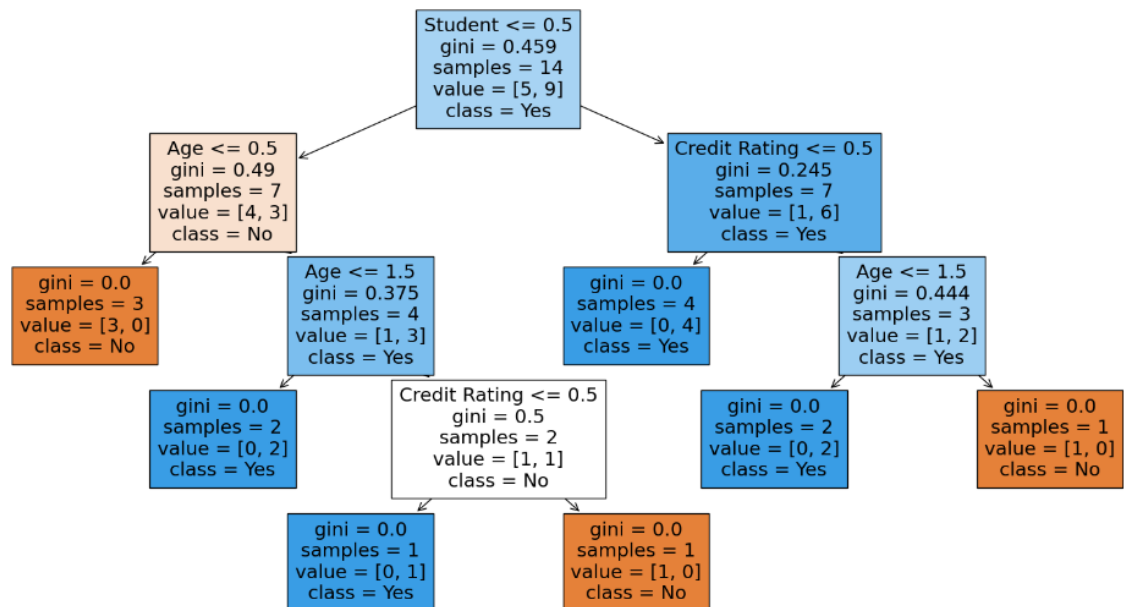 Student <= 0.5
gini = 0.459
samples = 14
value = [5, 9]
class = Yes
Age <= 0.5
gini = 0.49
samples = 7
value = [4, 3]
class = No
Credit Rating <= 0.5
gini = 0.245
samples = 7
value = [1, 6]
class = Yes
gini = 0.0
samples = 3
value = [3, 0]
class = No
Age <= 1.5
gini = 0.375
samples = 4
value = [1, 3]
class = Yes
gini = 0.0
samples = 4
value = [0, 4]
class = Yes
Age <= 1.5
gini = 0.444
samples = 3
value = [1, 2]
class = Yes
gini = 0.0
samples = 2
value = [0, 2]
class = Yes
Credit Rating <= 0.5
gini = 0.5
samples = 2
value = [1, 1]
class = No
gini = 0.0
samples = 2
value = [0, 2]
class = Yes
gini = 0.0
samples = 1
value = [1, 0]
class = No
gini = 0.0
samples = 1
value = [0, 1]
class = Yes
gini = 0.0
samples = 1
value = [1, 0]
class = No